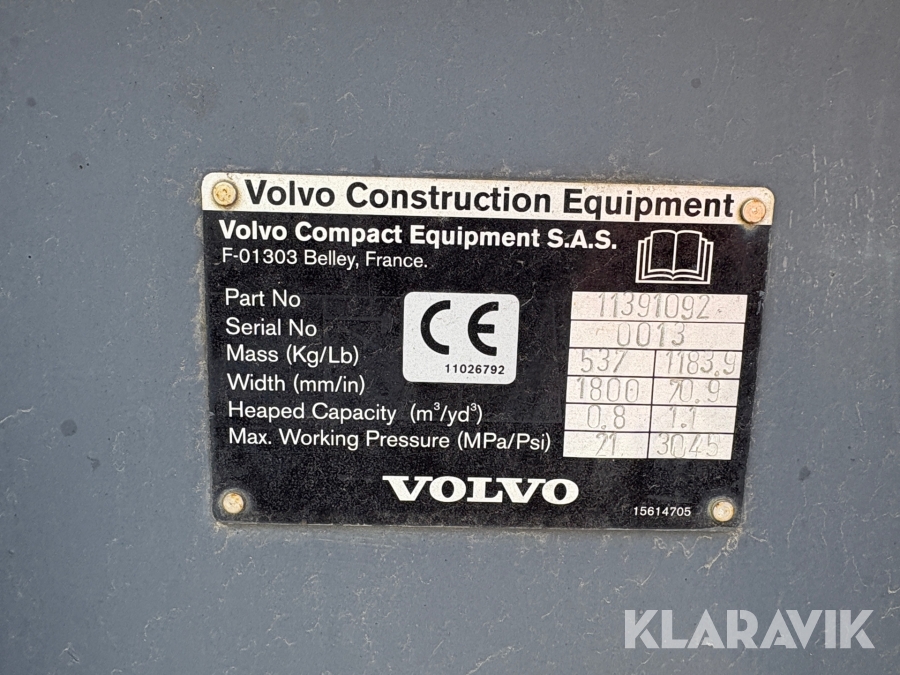 Volvo Construction Equipment
Volvo Compact Equipment S.A.S.
F-01303 Belley, France.
Part No 11391092
Serial No 0013
Mass (Kg/Lb) 537 1183.9
Width (mm/in) 1800 70.9
Heaped Capacity (m³/yd³) 0.8 1.1
Max. Working Pressure (MPa/Psi) 21 3045
CE
11026792
VOLVO
15614705
KLARAVIK